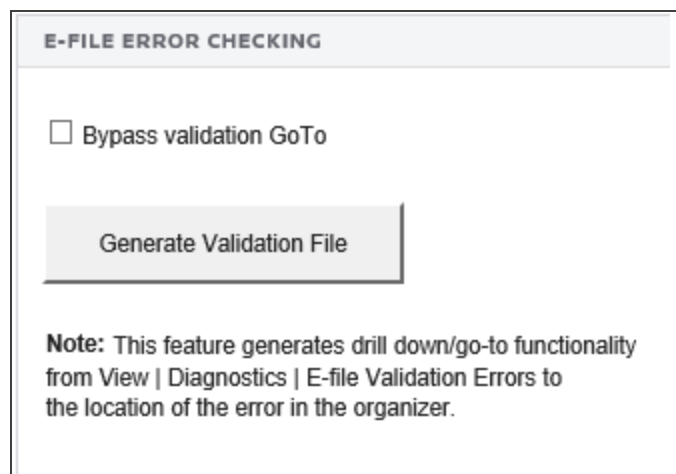 E-FILE ERROR CHECKING
Bypass validation GoTo
Generate Validation File
Note: This feature generates drill down/go-to functionality
from View | Diagnostics | E-file Validation Errors to
the location of the error in the organizer.